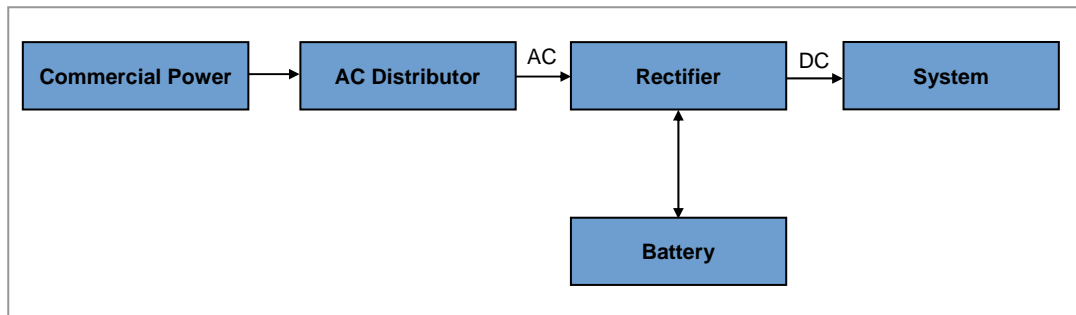 Commercial Power
AC Distributor
AC
Rectifier
DC
System
Battery